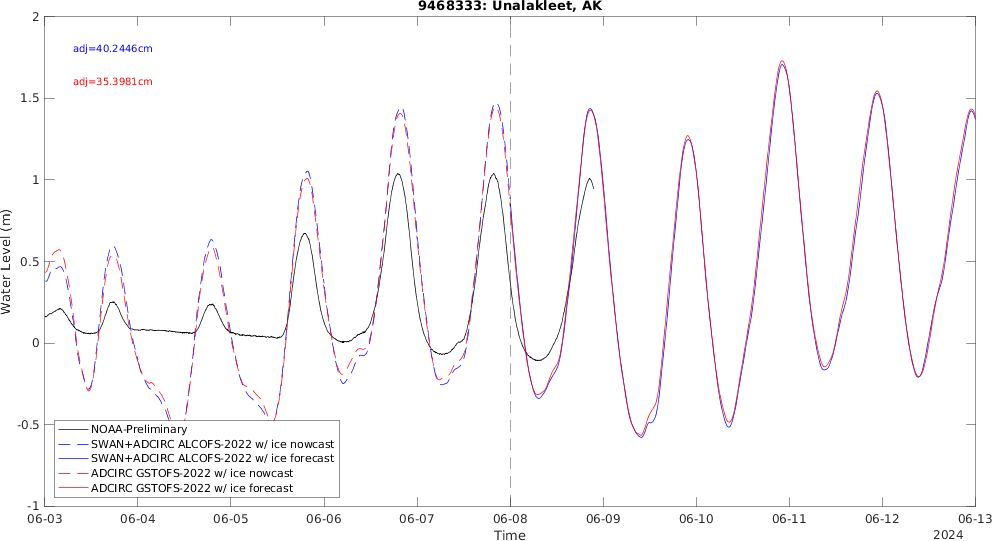 9468333: Unalakleet, AK
adj=40.2446cm
adj=35.3981cm
Water Level (m)
2
1.5
1
0.5
0
-0.5
-1
NOAA-Preliminary
SWAN+ADCIRC ALCOFS-2022 w/ ice nowcast
SWAN+ADCIRC ALCOFS-2022 w/ ice forecast
ADCIRC GSTOFS-2022 w/ ice nowcast
ADCIRC GSTOFS-2022 w/ ice forecast
06-03 06-04 06-05 06-06 06-07 06-08 06-09 06-10 06-11 06-12 06-13
Time
2024